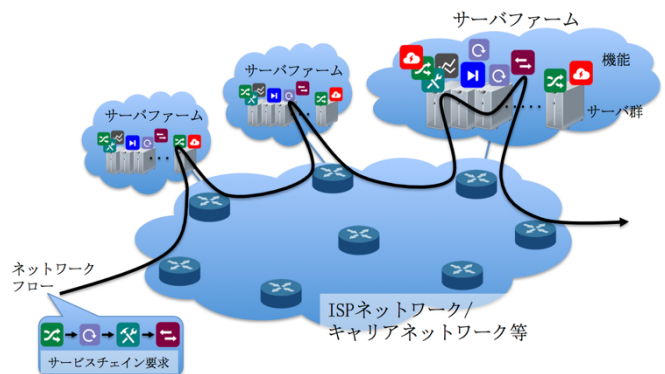 サーバファーム
機能
サーバファーム
サーバ群
サーバファーム
ネットワーク
フロー
ISPネットワーク/
キャリアネットワーク等
サービスチェイン要求